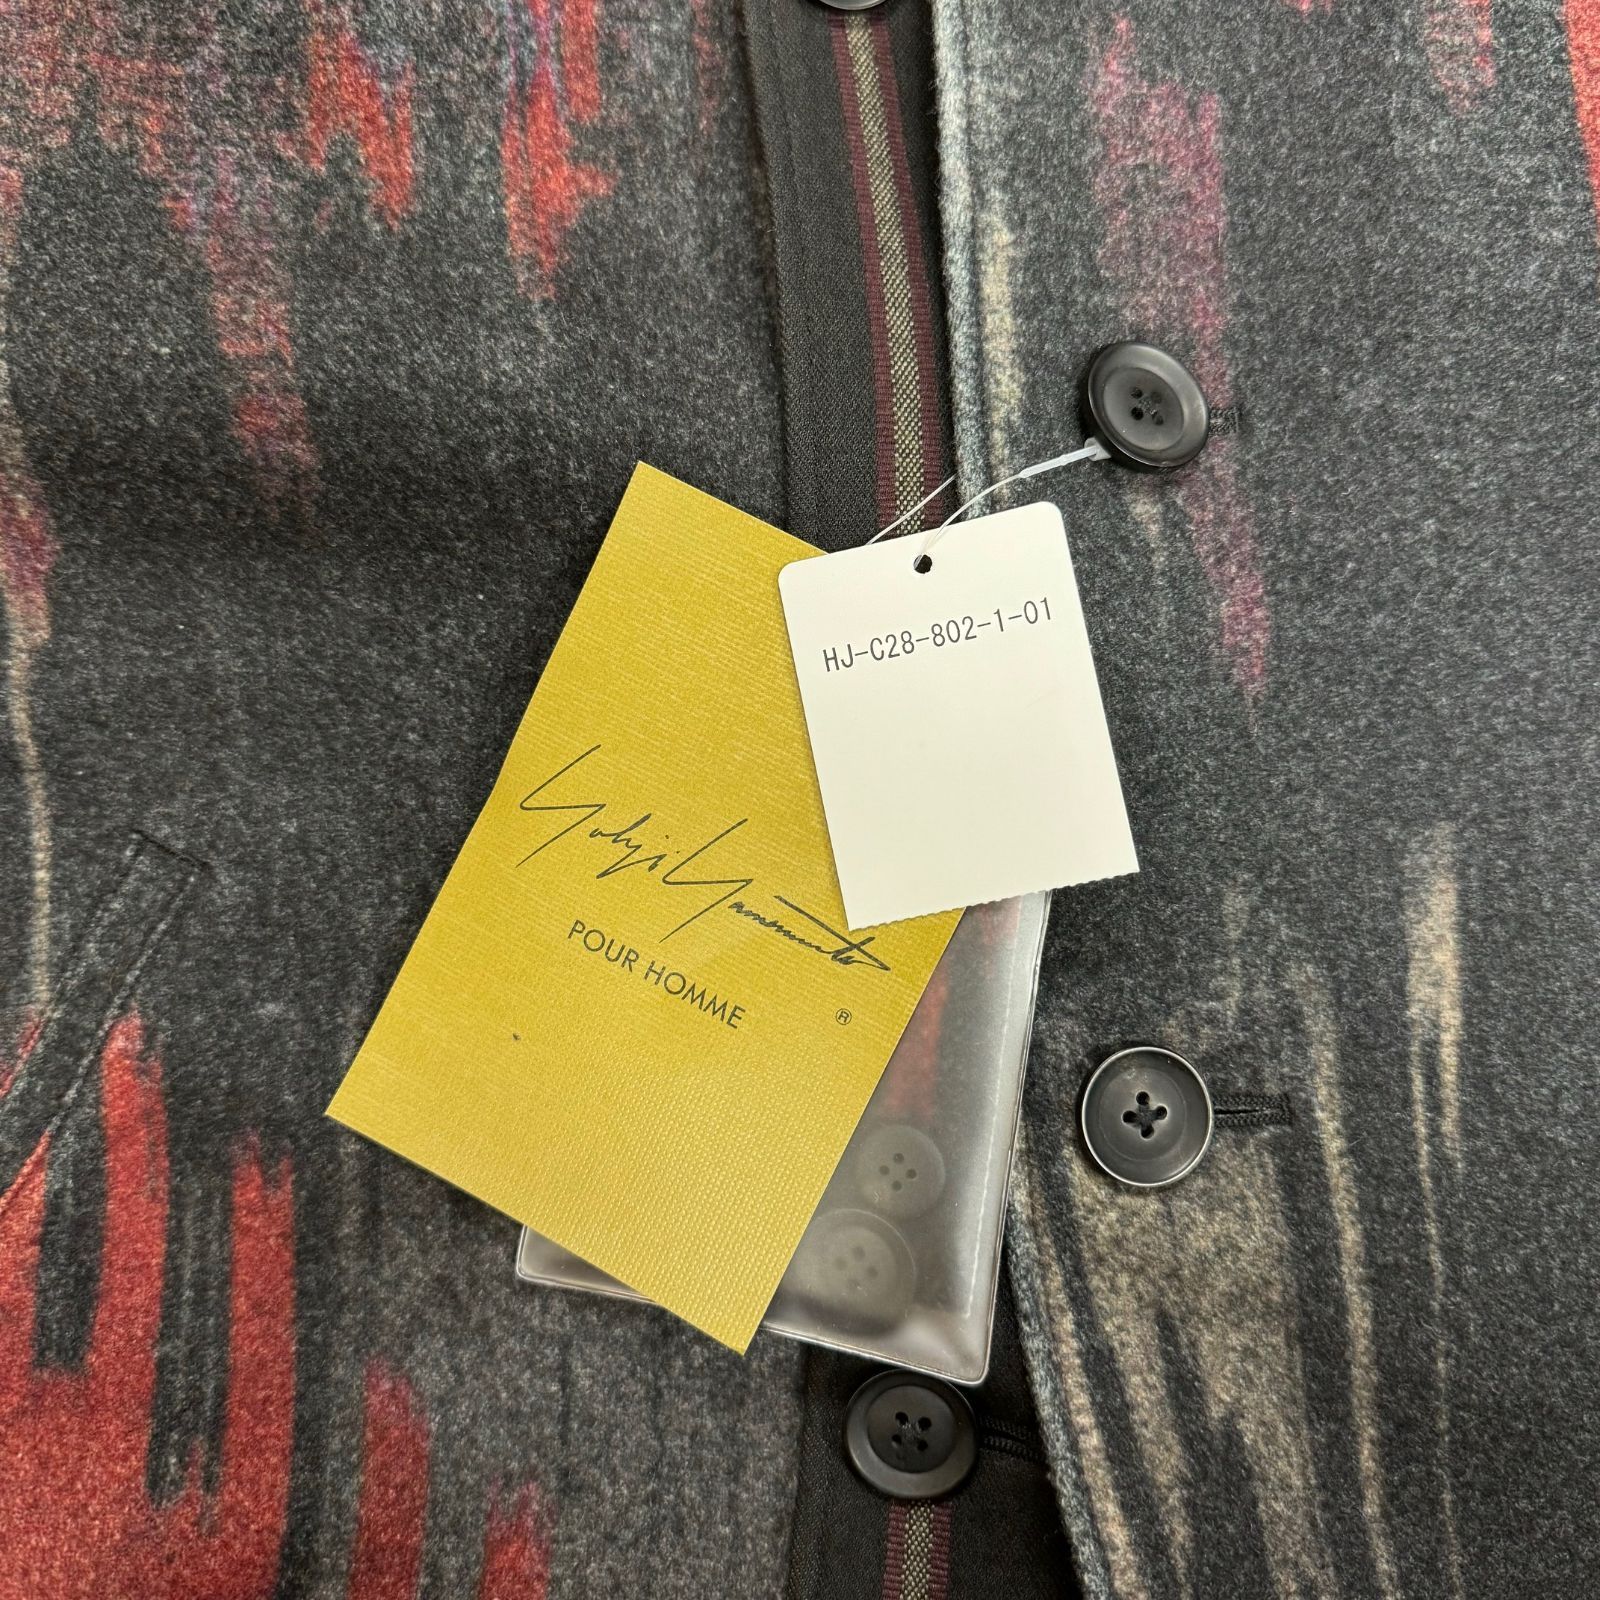 HJ-C28-802-1-01
Yohji Yamamoto
POUR HOMME
®